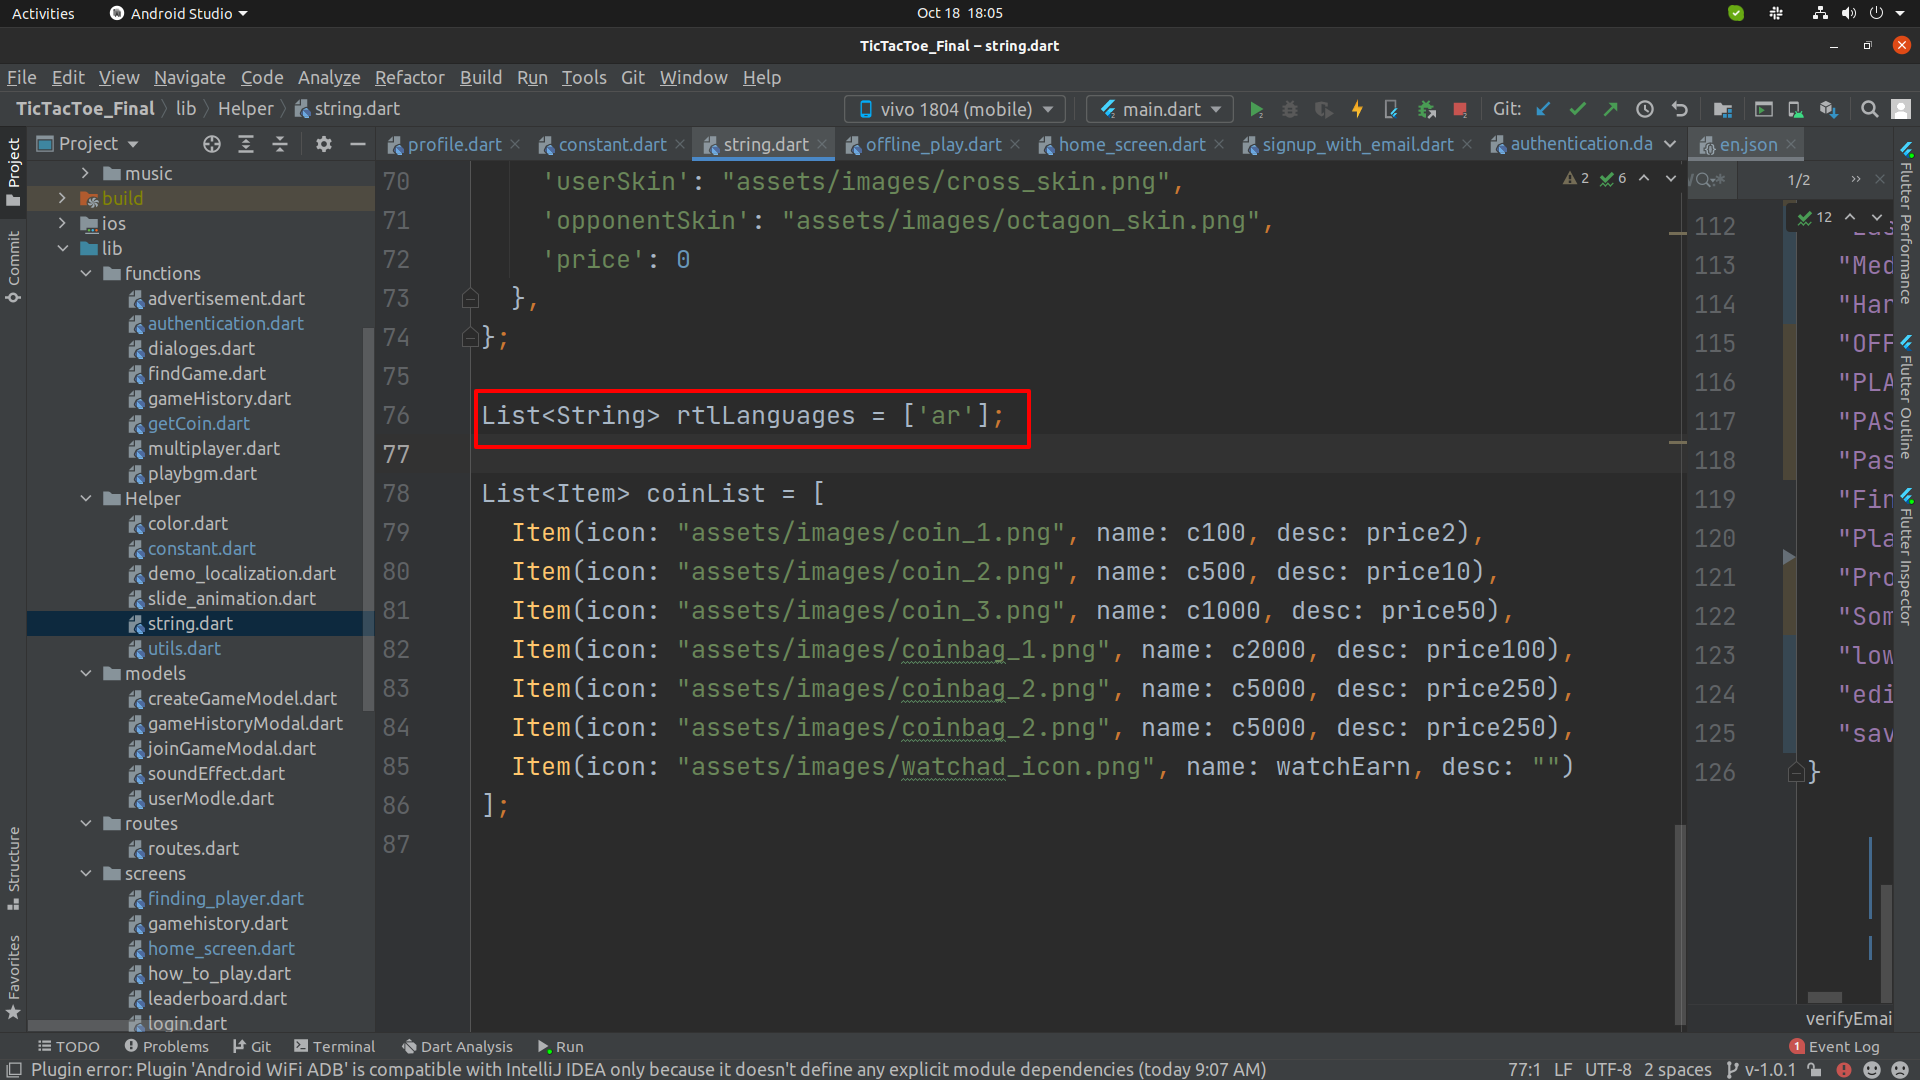 Activities
Android Studio
Oct 18 18:05
TicTacToe_Final – string.dart
File Edit View Navigate Code Analyze Refactor Build Run Tools Git Window Help
TicTacToe_Final lib Helper string.dart
vivo 1804 (mobile)
main.dart
Git:
Project
profile.dart
constant.dart
string.dart
offline_play.dart
home_screen.dart
signup_with_email.dart
authentication.da
en.json
Project
Commit
Structure
Favorites
music
build
ios
lib
functions
advertisement.dart
authentication.dart
dialoges.dart
findGame.dart
gameHistory.dart
getCoin.dart
multiplayer.dart
playbgm.dart
Helper
color.dart
constant.dart
demo_localization.dart
slide_animation.dart
string.dart
utils.dart
models
createGameModel.dart
gameHistoryModal.dart
joinGameModal.dart
soundEffect.dart
userModle.dart
routes
routes.dart
screens
finding_player.dart
gamehistory.dart
home_screen.dart
how_to_play.dart
leaderboard.dart
login.dart
2 6
70 'userSkin': "assets/images/cross_skin.png",
71 'opponentSkin': "assets/images/octagon_skin.png",
72 'price': 0
73 },
74 };
75
76 List<String> rtlLanguages = ['ar'];
77
78 List<Item> coinList = [
79 Item(icon: "assets/images/coin_1.png", name: c100, desc: price2),
80 Item(icon: "assets/images/coin_2.png", name: c500, desc: price10),
81 Item(icon: "assets/images/coin_3.png", name: c1000, desc: price50),
82 Item(icon: "assets/images/coinbag_1.png", name: c2000, desc: price100),
83 Item(icon: "assets/images/coinbag_2.png", name: c5000, desc: price250),
84 Item(icon: "assets/images/coinbag_2.png", name: c5000, desc: price250),
85 Item(icon: "assets/images/watchad_icon.png", name: watchEarn, desc: "")
86 ];
87
1/2
12
112
113 "Med
114 "Har
115 "OFF
116 "PLA
117 "PAS
118 "Pas
119 "Fin
120 "Pla
121 "Pro
122 "Som
123 "low
124 "edi
125 "sav
126 }
verifyEmai
Flutter Performance
Flutter Outline
Flutter Inspector
TODO
Problems
Git
Terminal
Dart Analysis
Run
1 Event Log
Plugin error: Plugin 'Android WiFi ADB' is compatible with IntelliJ IDEA only because it doesn't define any explicit module dependencies (today 9:07 AM)
77:1 LF UTF-8 2 spaces v-1.0.1